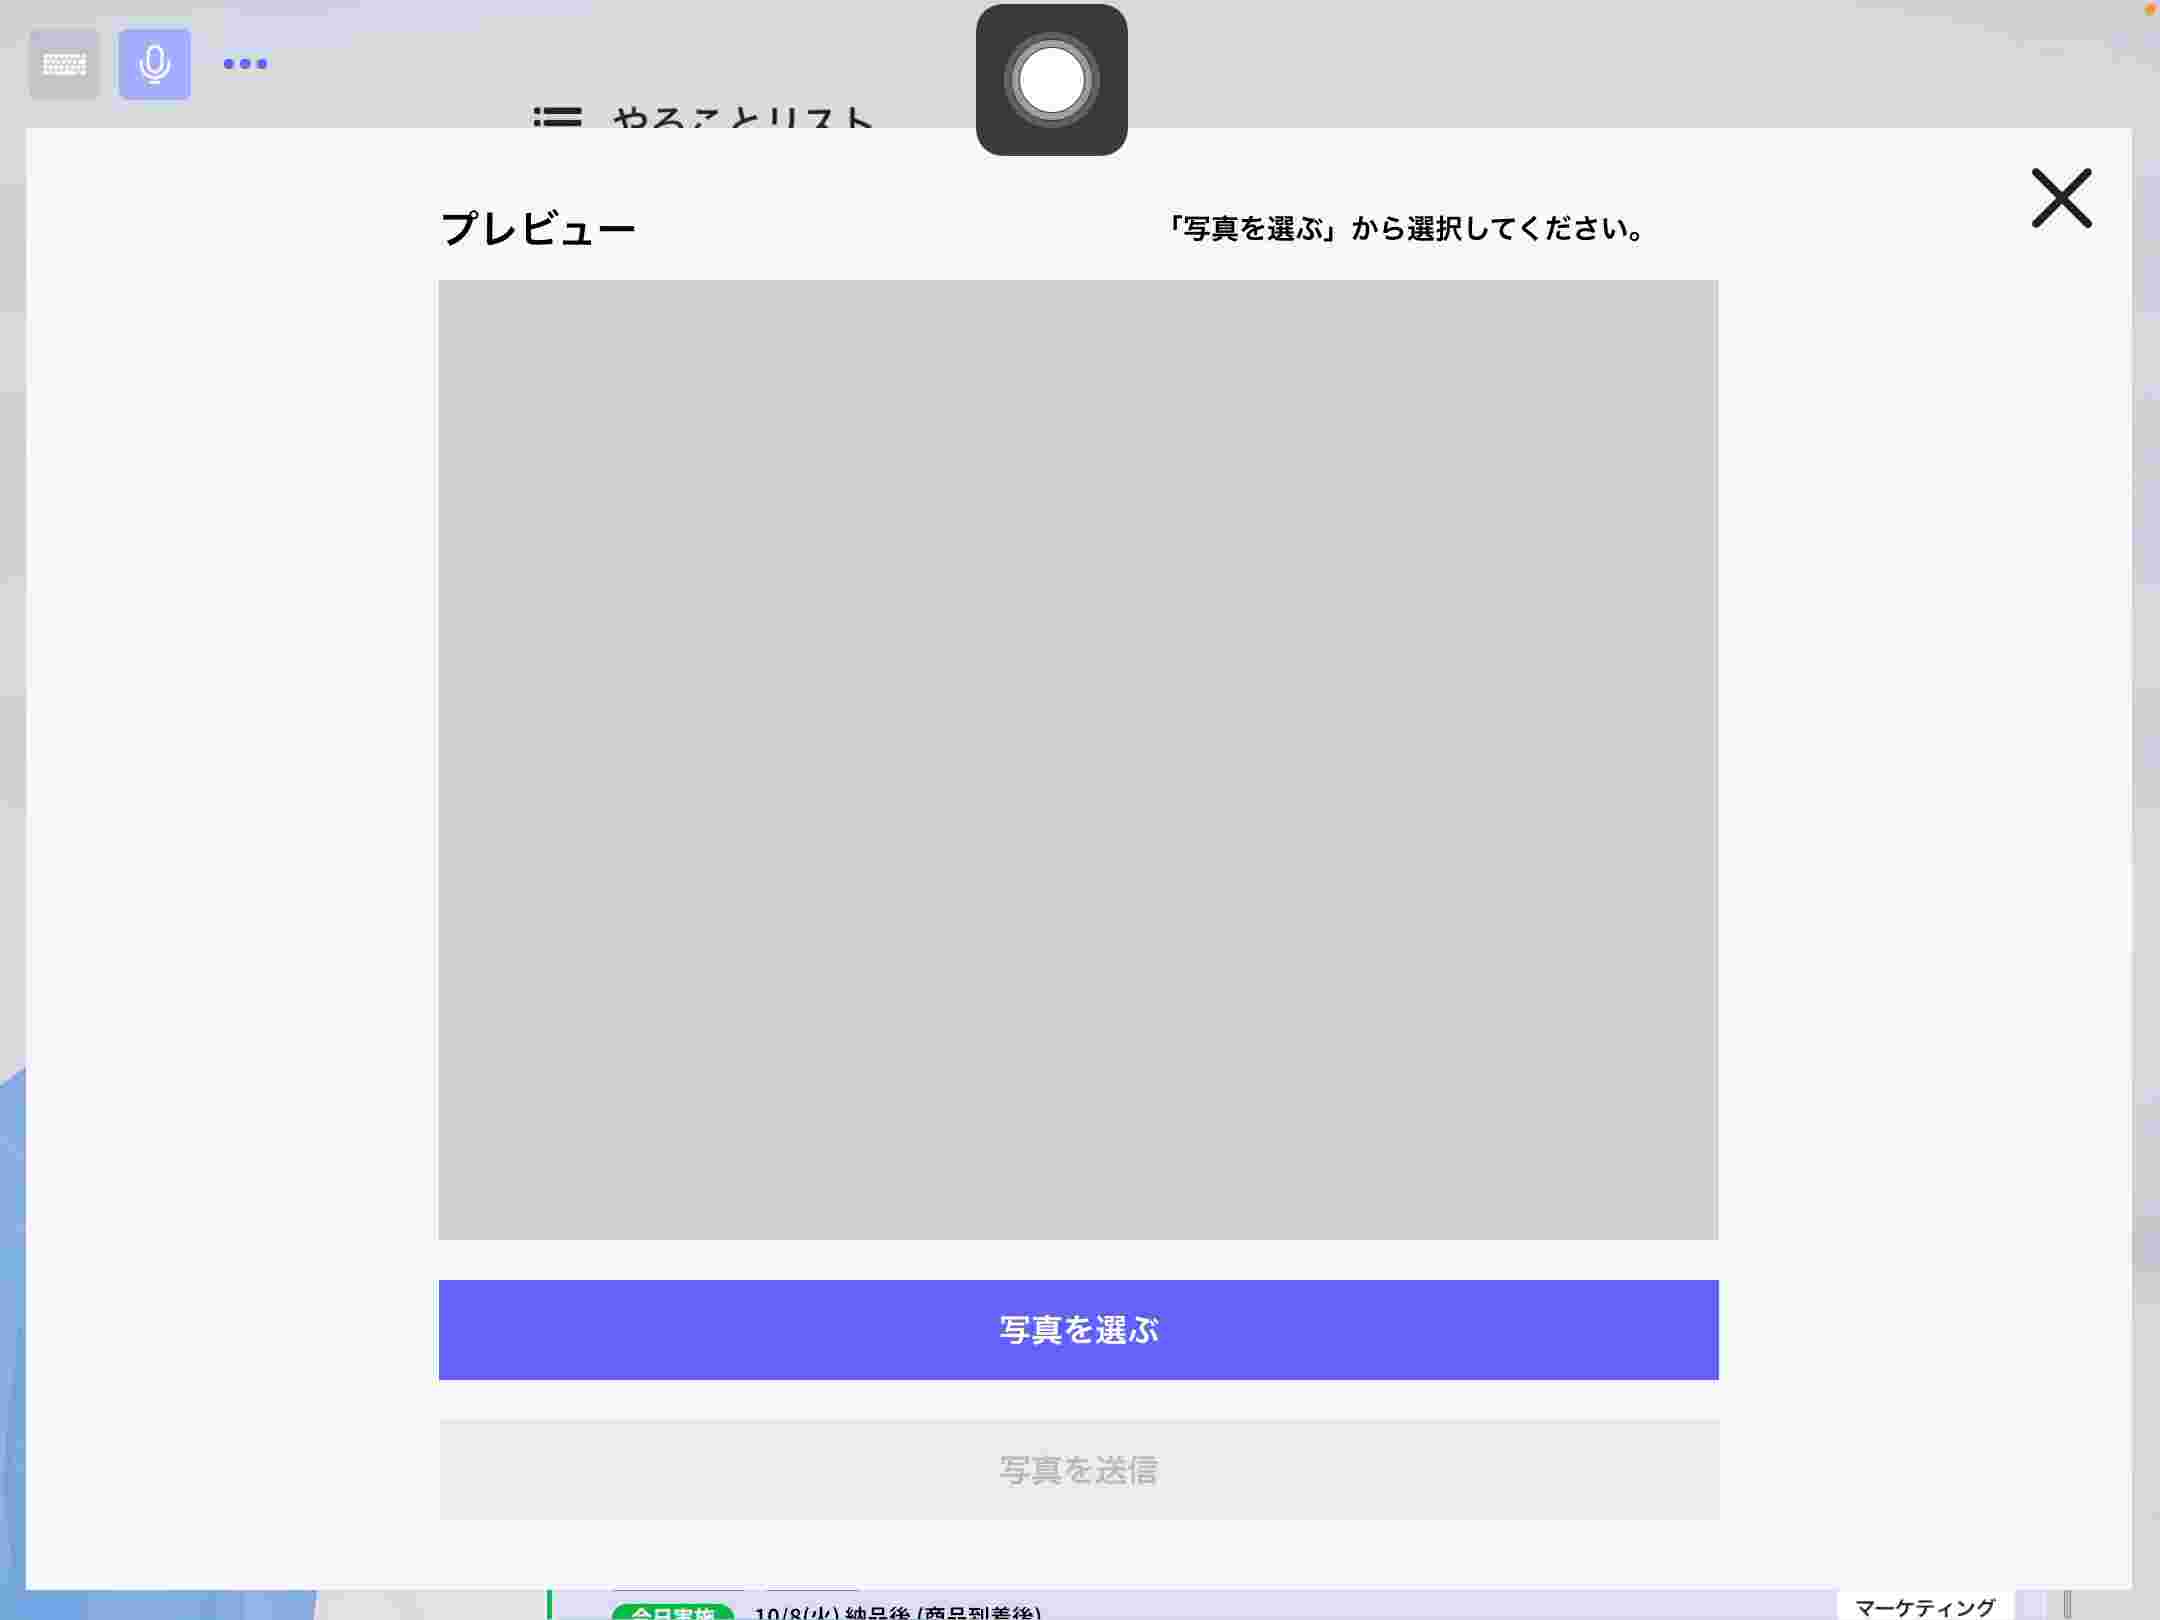 やることリスト
プレビュー
「写真を選ぶ」から選択してください。
写真を選ぶ
写真を送信
今日実施 10/8(火) 納品後 (商品到着後)
マーケティング